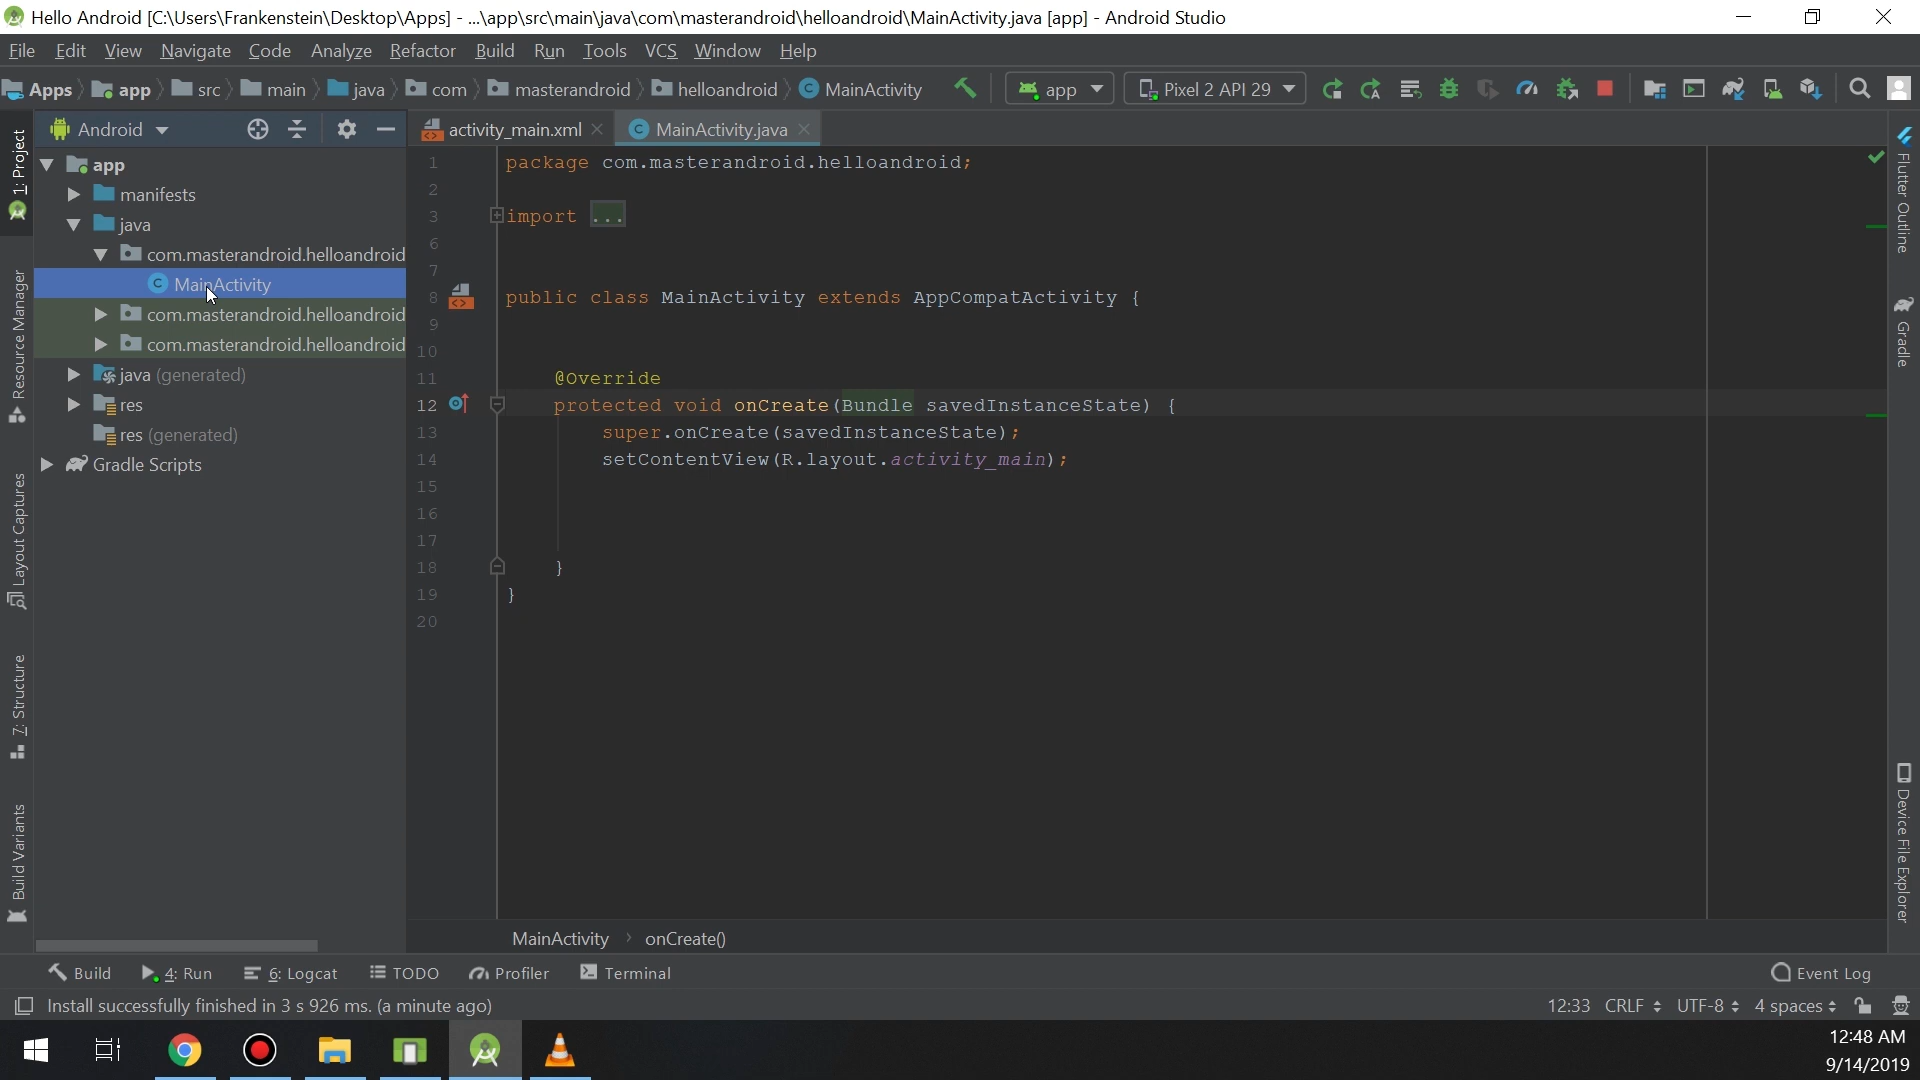 Hello Android [C:\Users\Frankenstein\Desktop\Apps] - ...\app\src\main\java\com\masterandroid\helloandroid\MainActivity.java [app] - Android Studio
File Edit View Navigate Code Analyze Refactor Build Run Tools VCS Window Help
Apps app src main java com masterandroid helloandroid MainActivity app Pixel 2 API 29
Android
activity_main.xml MainActivity.java
1: Project
Resource Manager
Layout Captures
7: Structure
Build Variants
app
manifests
java
com.masterandroid.helloandroid
MainActivity
com.masterandroid.helloandroid
com.masterandroid.helloandroid
java (generated)
res
res (generated)
Gradle Scripts
1 package com.masterandroid.helloandroid;
2
3 import ...
6
7
8 public class MainActivity extends AppCompatActivity {
9
10
11 @Override
12 protected void onCreate(Bundle savedInstanceState) {
13 super.onCreate(savedInstanceState);
14 setContentView(R.layout.activity_main);
15
16
17
18 }
19 }
20
Flutter Outline
Gradle
Device File Explorer
MainActivity › onCreate()
Build 4: Run 6: Logcat TODO Profiler Terminal Event Log
Install successfully finished in 3 s 926 ms. (a minute ago) 12:33 CRLF UTF-8 4 spaces
12:48 AM
9/14/2019